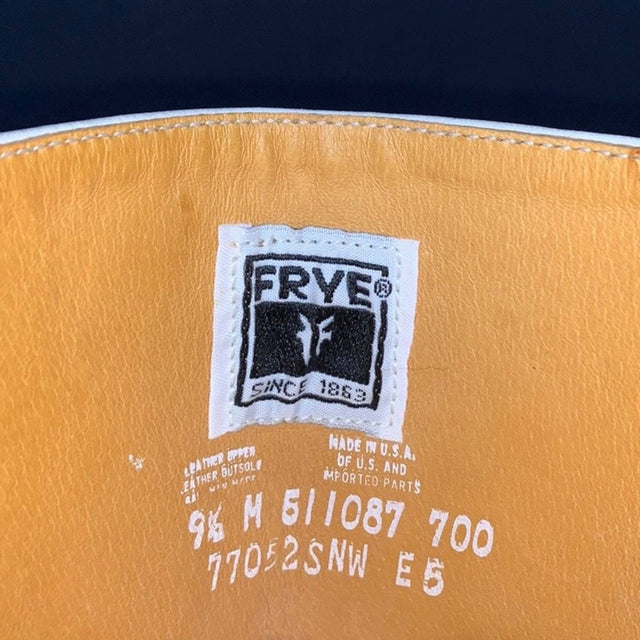 FRYE®
SINCE 1863
LEATHER UPPER
LEATHER OUTSOLE
MADE IN U.S.A.
OF U.S. AND
IMPORTED PARTS
9½ M 511087 700
77052SNW E5